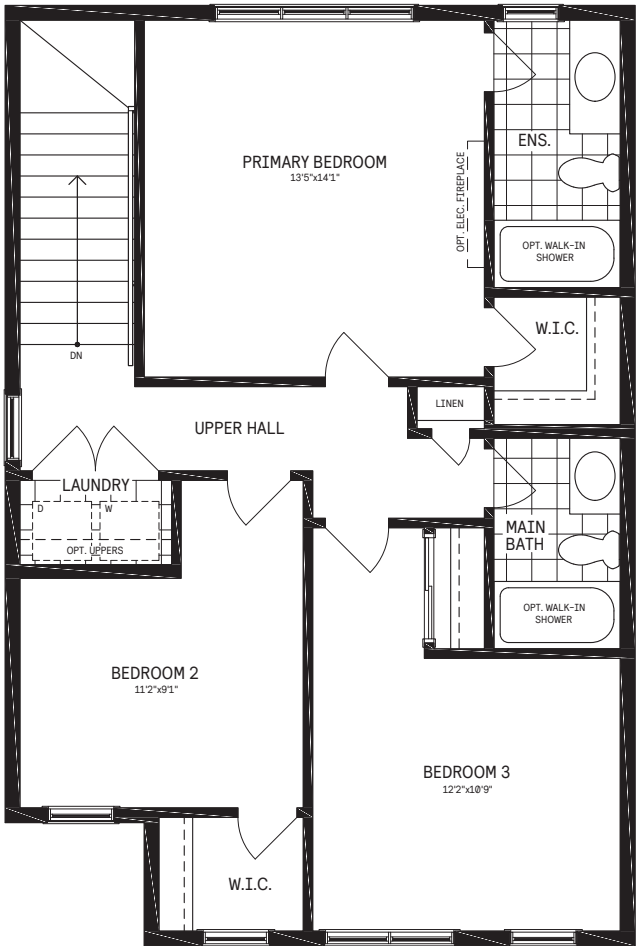 ENS.
PRIMARY BEDROOM
13'5"x14'1"
OPT. ELEC. FIREPLACE
OPT. WALK-IN
SHOWER
W.I.C.
DN
LINEN
UPPER HALL
LAUNDRY
D
W
OPT. UPPERS
MAIN
BATH
OPT. WALK-IN
SHOWER
BEDROOM 2
11'2"x9'1"
BEDROOM 3
12'2"x10'9"
W.I.C.